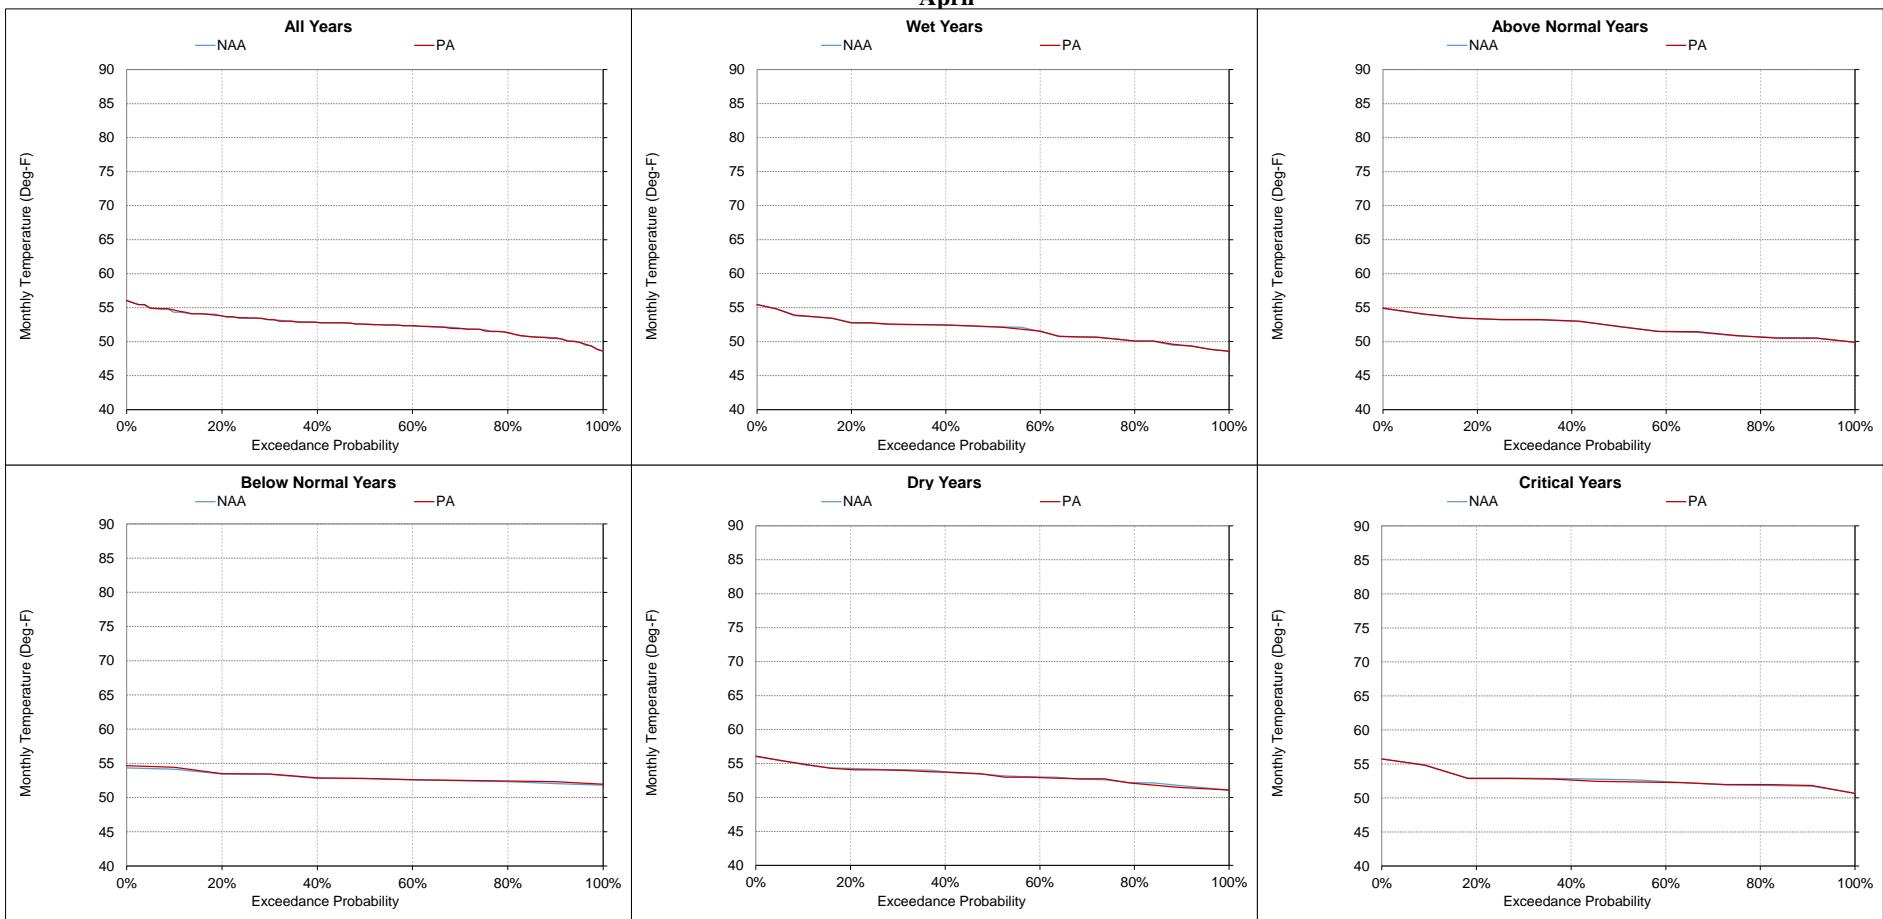 April
All Years
NAA PA
90
85
80
75
70
65
60
55
50
45
40
0% 20% 40% 60% 80% 100%
Monthly Temperature (Deg-F)
Exceedance Probability
Wet Years
NAA PA
90
85
80
75
70
65
60
55
50
45
40
0% 20% 40% 60% 80% 100%
Monthly Temperature (Deg-F)
Exceedance Probability
Above Normal Years
NAA PA
90
85
80
75
70
65
60
55
50
45
40
0% 20% 40% 60% 80% 100%
Monthly Temperature (Deg-F)
Exceedance Probability
Below Normal Years
NAA PA
90
85
80
75
70
65
60
55
50
45
40
0% 20% 40% 60% 80% 100%
Monthly Temperature (Deg-F)
Exceedance Probability
Dry Years
NAA PA
90
85
80
75
70
65
60
55
50
45
40
0% 20% 40% 60% 80% 100%
Monthly Temperature (Deg-F)
Exceedance Probability
Critical Years
NAA PA
90
85
80
75
70
65
60
55
50
45
40
0% 20% 40% 60% 80% 100%
Monthly Temperature (Deg-F)
Exceedance Probability